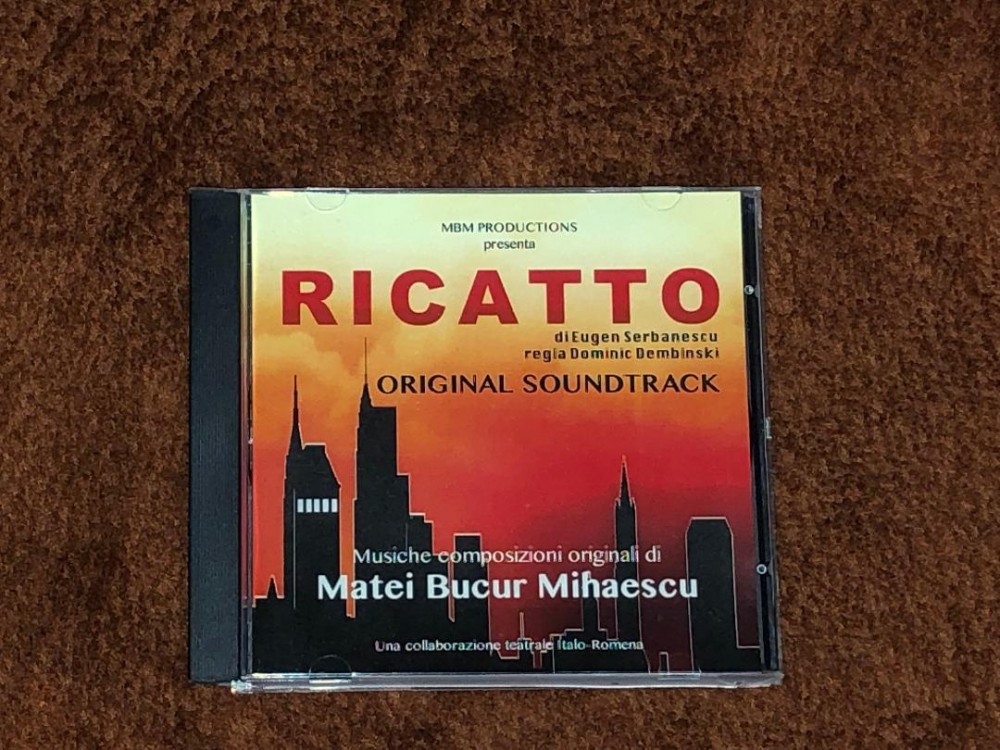 MBM PRODUCTIONS
presenta
RICATTO
di Eugen Serbanescu
regia Dominic Dembinski
ORIGINAL SOUNDTRACK
Musiche composizioni originali di
Matei Bucur Mihaescu
Una collaborazione teatrale Italo-Romena